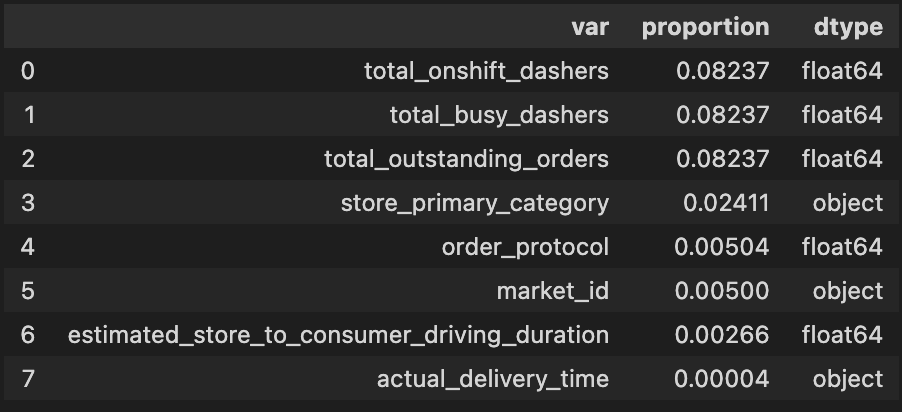 var proportion dtype
0 total_onshift_dashers 0.08237 float64
1 total_busy_dashers 0.08237 float64
2 total_outstanding_orders 0.08237 float64
3 store_primary_category 0.02411 object
4 order_protocol 0.00504 float64
5 market_id 0.00500 object
6 estimated_store_to_consumer_driving_duration 0.00266 float64
7 actual_delivery_time 0.00004 object